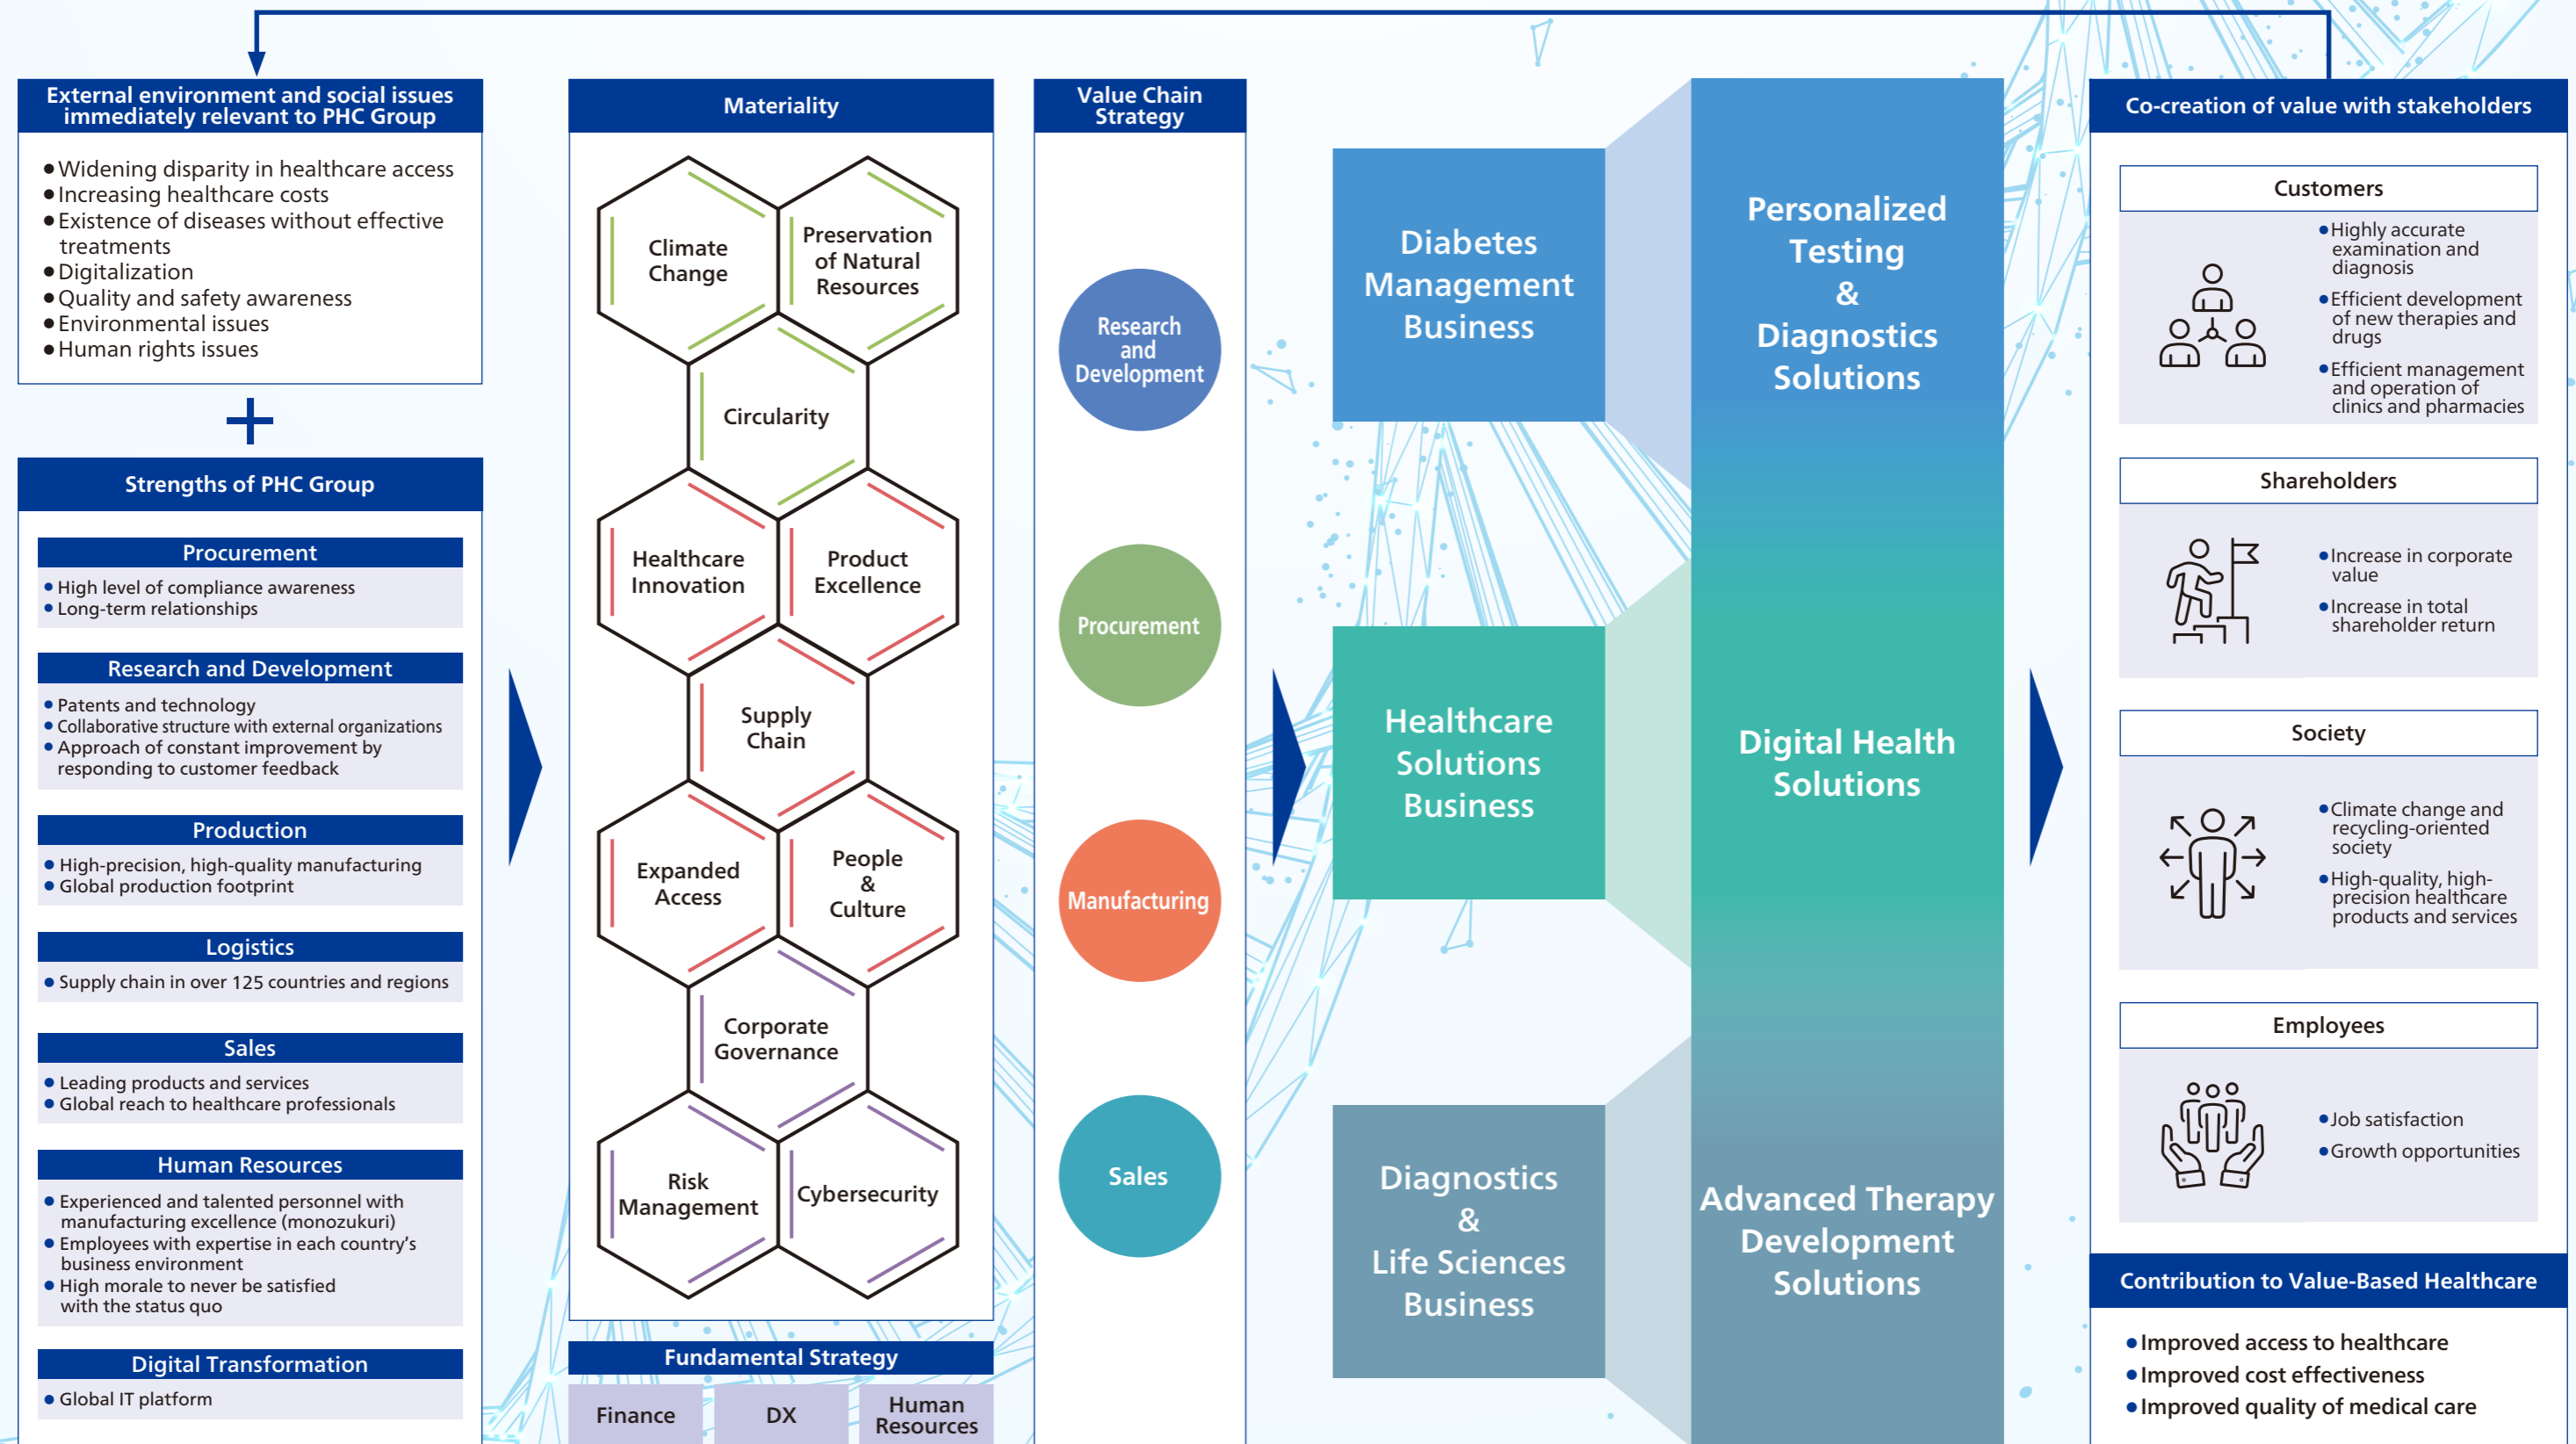 External environment and social issues
immediately relevant to PHC Group
●Widening disparity in healthcare access
●Increasing healthcare costs
●Existence of diseases without effective
treatments
●Digitalization
●Quality and safety awareness
●Environmental issues
●Human rights issues
+
Strengths of PHC Group
Procurement
● High level of compliance awareness
● Long-term relationships
Research and Development
● Patents and technology
● Collaborative structure with external organizations
● Approach of constant improvement by
responding to customer feedback
Production
● High-precision, high-quality manufacturing
● Global production footprint
Logistics
● Supply chain in over 125 countries and regions
Sales
● Leading products and services
● Global reach to healthcare professionals
Human Resources
● Experienced and talented personnel with
manufacturing excellence (monozukuri)
● Employees with expertise in each country's
business environment
● High morale to never be satisfied
with the status quo
Digital Transformation
● Global IT platform
Materiality
Climate
Change
Preservation
of Natural
Resources
Circularity
Healthcare
Innovation
Product
Excellence
Supply
Chain
Expanded
Access
People
&
Culture
Corporate
Governance
Risk
Management
Cybersecurity
Fundamental Strategy
Finance
DX
Human
Resources
Value Chain
Strategy
Research
and
Development
Procurement
Manufacturing
Sales
Diabetes
Management
Business
Healthcare
Solutions
Business
Diagnostics
&
Life Sciences
Business
Personalized
Testing
&
Diagnostics
Solutions
Digital Health
Solutions
Advanced Therapy
Development
Solutions
Co-creation of value with stakeholders
Customers
●Highly accurate
examination and
diagnosis
●Efficient development
of new therapies and
drugs
●Efficient management
and operation of
clinics and pharmacies
Shareholders
●Increase in corporate
value
●Increase in total
shareholder return
Society
●Climate change and
recycling-oriented
society
●High-quality, high-
precision healthcare
products and services
Employees
●Job satisfaction
●Growth opportunities
Contribution to Value-Based Healthcare
●Improved access to healthcare
●Improved cost effectiveness
●Improved quality of medical care